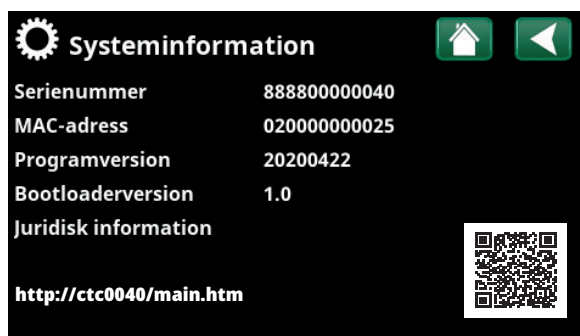 Systeminformation
Serienummer 888800000040
MAC-adress 020000000025
Programversion 20200422
Bootloaderversion 1.0
Juridisk information
http://ctc0040/main.htm